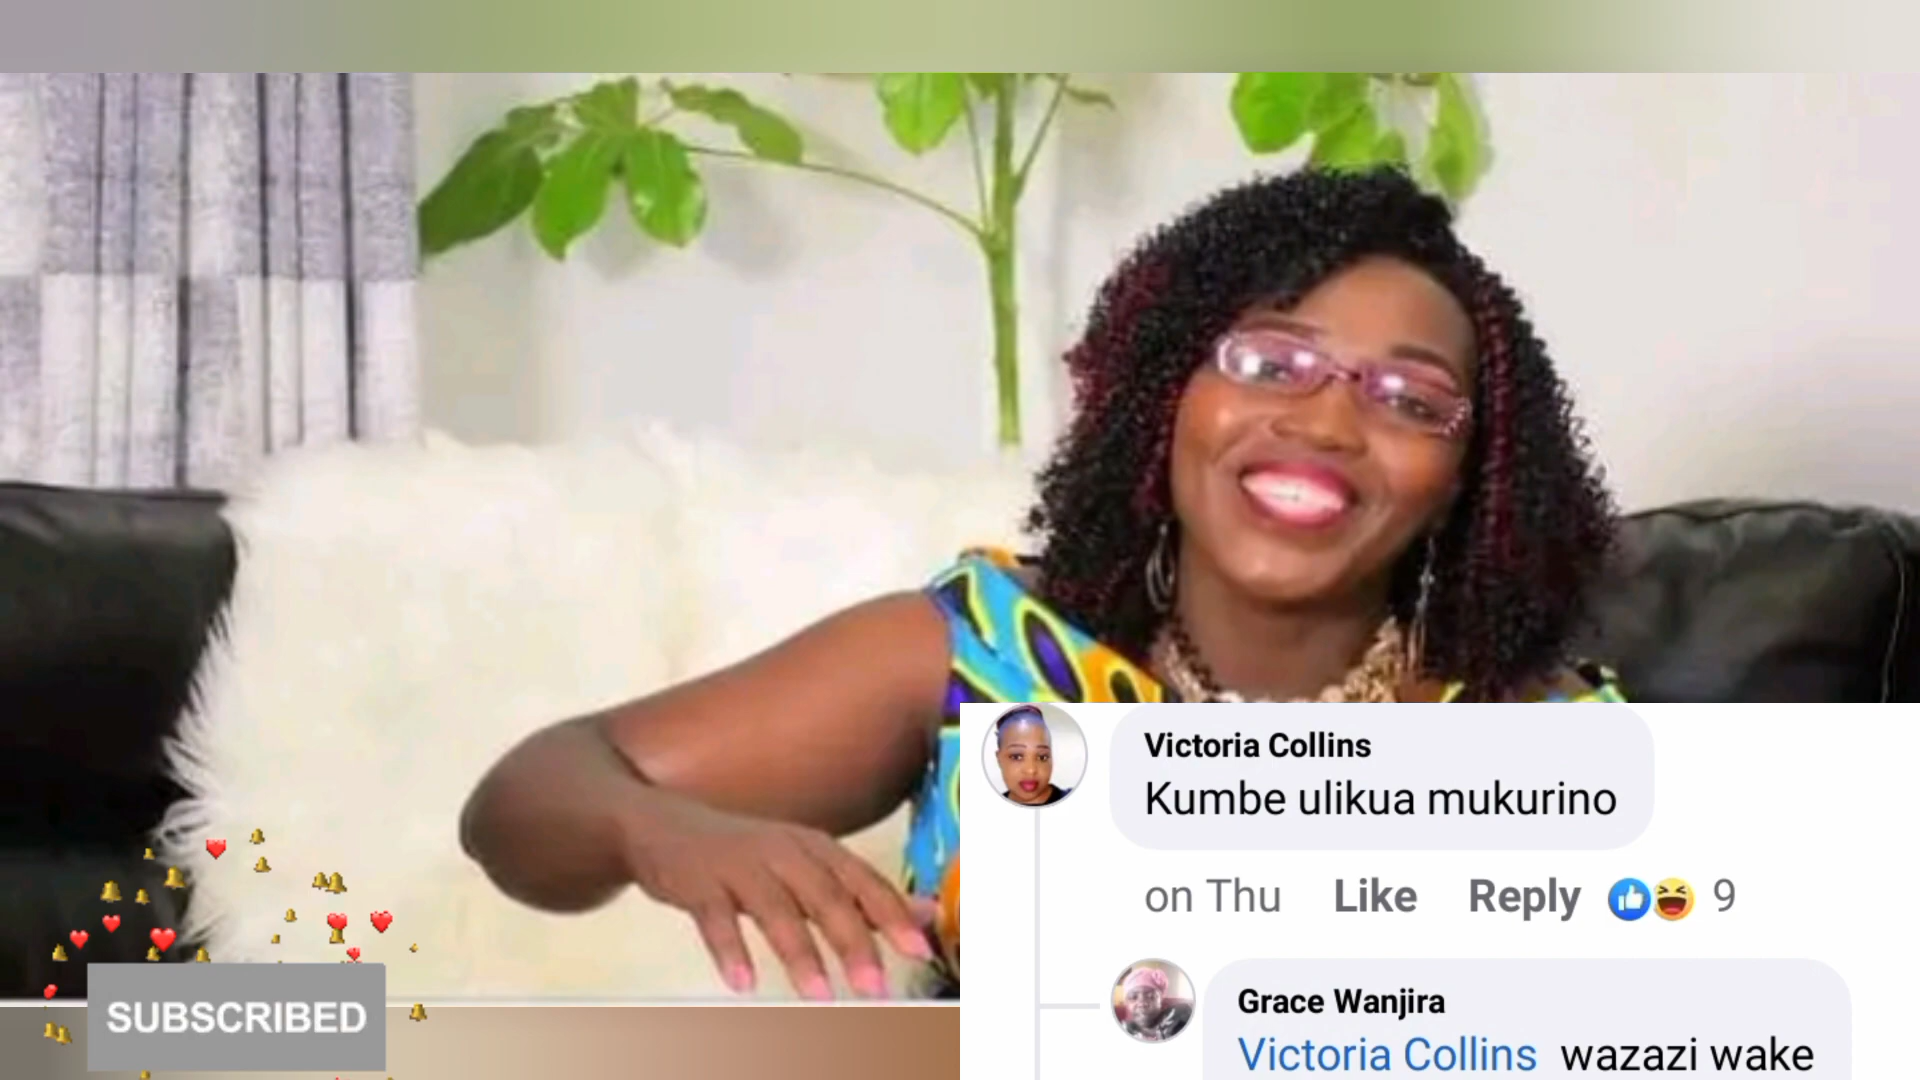 Victoria Collins
Kumbe ulikua mukurino
on Thu Like Reply 9
Grace Wanjira
Victoria Collins wazazi wake
SUBSCRIBED